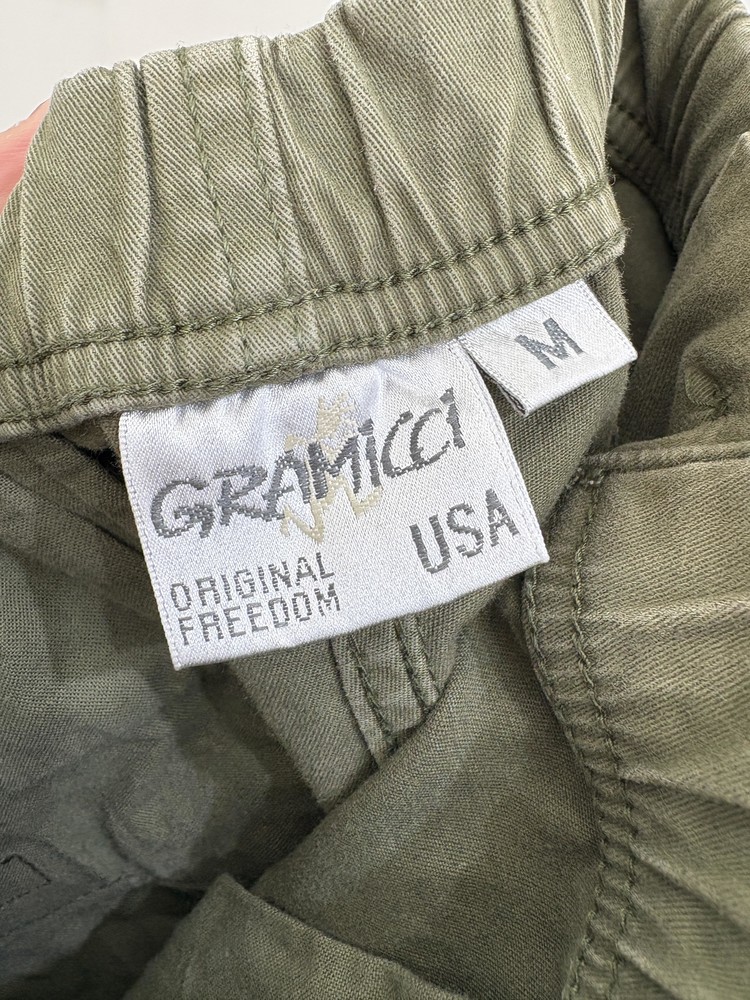 M
GRAMiCCi
USA
ORIGINAL
FREEDOM